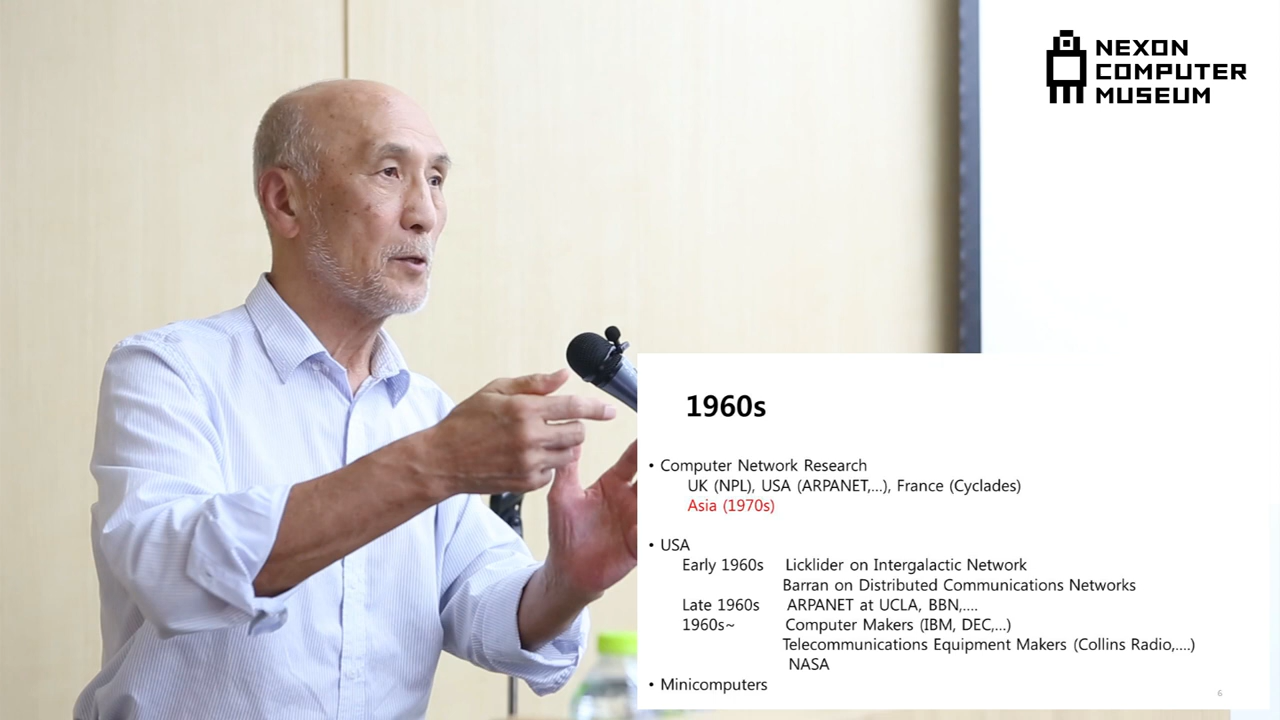 NEXON
COMPUTER
MUSEUM
1960s
• Computer Network Research
UK (NPL), USA (ARPANET,...), France (Cyclades)
Asia (1970s)
• USA
Early 1960s Licklider on Intergalactic Network
Barran on Distributed Communications Networks
Late 1960s ARPANET at UCLA, BBN,....
1960s~ Computer Makers (IBM, DEC,...)
Telecommunications Equipment Makers (Collins Radio,....)
NASA
• Minicomputers
6